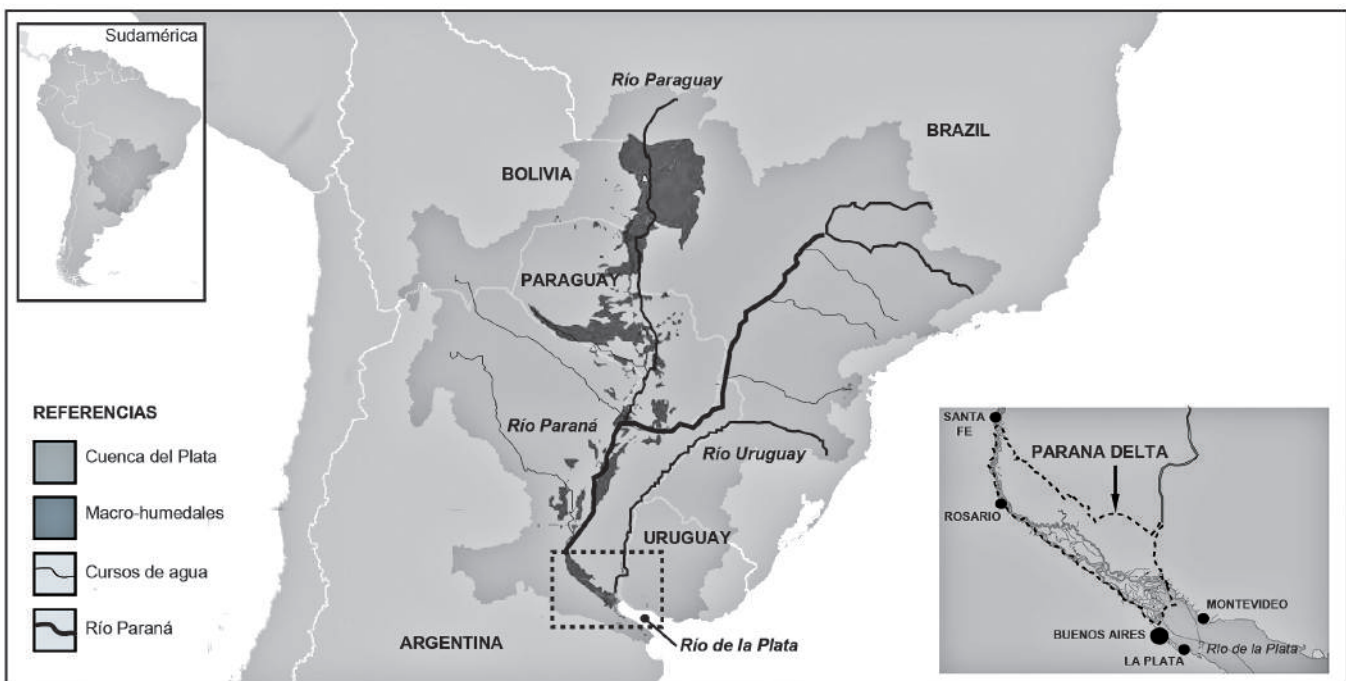 Sudamérica
Río Paraguay
BRAZIL
BOLIVIA
PARAGUAY
REFERENCIAS
Cuenca del Plata
Macro-humedales
Cursos de agua
Río Paraná
Río Paraná
Río Uruguay
URUGUAY
ARGENTINA
Río de la Plata
SANTA
FE
PARANA DELTA
ROSARIO
MONTEVIDEO
BUENOS AIRES
Río de la Plata
LA PLATA